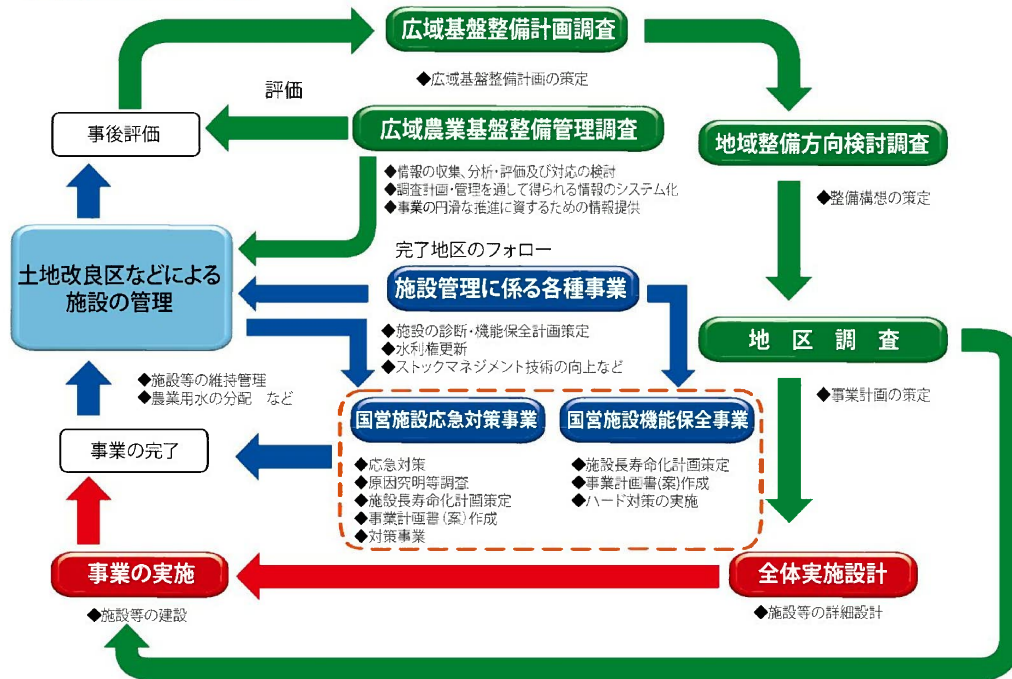 広域基盤整備計画調査
◆広域基盤整備計画の策定
評価
事後評価
広域農業基盤整備管理調査
地域整備方向検討調査
◆情報の収集、分析・評価及び対応の検討
◆調査計画・管理を通して得られる情報のシステム化
◆事業の円滑な推進に資するための情報提供
◆整備構想の策定
完了地区のフォロー
土地改良区などによる
施設の管理
施設管理に係る各種事業
◆施設の診断・機能保全計画策定
◆水利権更新
◆ストックマネジメント技術の向上など
地区調査
◆事業計画の策定
◆施設等の維持管理
◆農業用水の分配 など
事業の完了
国営施設応急対策事業
◆応急対策
◆原因究明等調査
◆施設長寿命化計画策定
◆事業計画書(案)作成
◆対策事業
国営施設機能保全事業
◆施設長寿命化計画策定
◆事業計画書(案)作成
◆ハード対策の実施
事業の実施
◆施設等の建設
全体実施設計
◆施設等の詳細設計